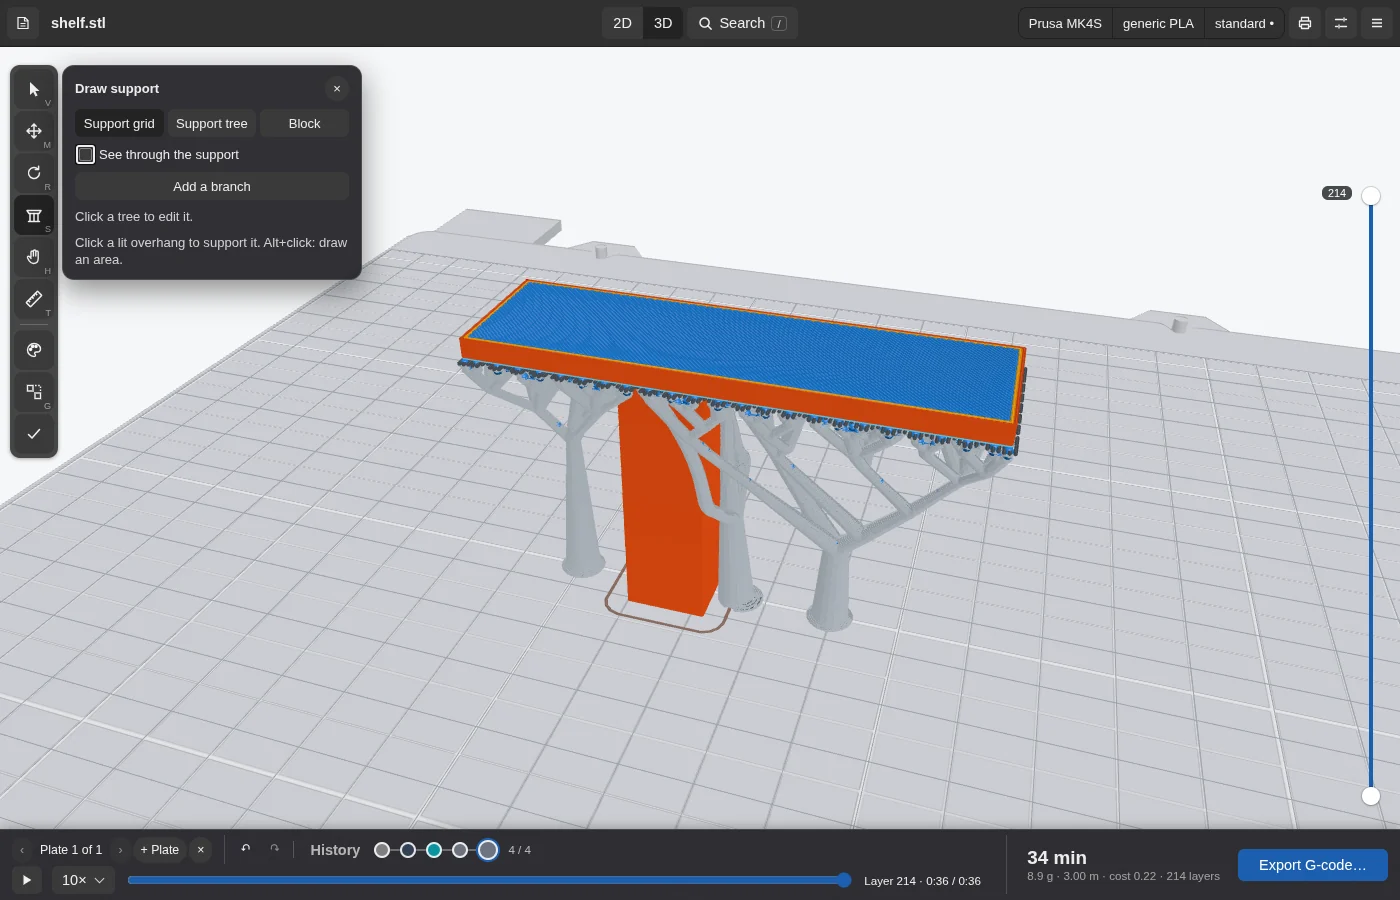 shelf.stl
2D
3D
Search /
Prusa MK4S
generic PLA
standard •
Draw support
×
Support grid
Support tree
Block
See through the support
Add a branch
Click a tree to edit it.
Click a lit overhang to support it. Alt+click: draw
an area.
V
M
R
S
H
T
G
214
‹
Plate 1 of 1
›
+ Plate
×
History
4 / 4
10×
Layer 214 · 0:36 / 0:36
34 min
8.9 g · 3.00 m · cost 0.22 · 214 layers
Export G-code…